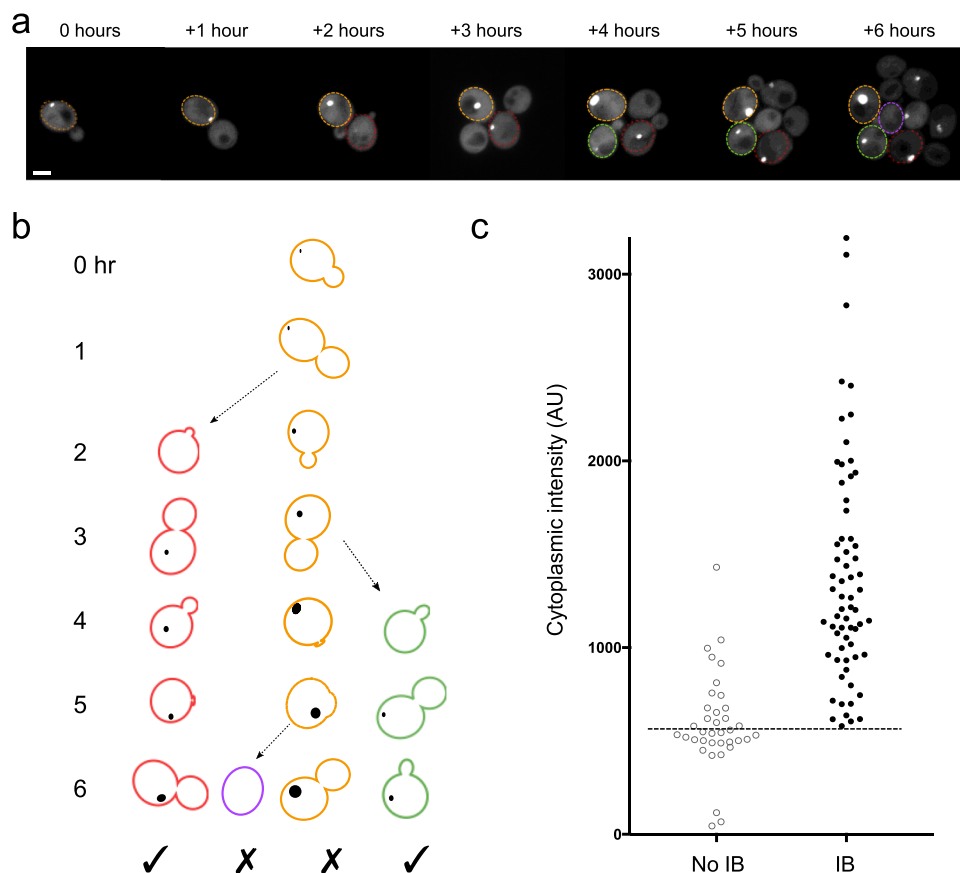 a
0 hours +1 hour +2 hours +3 hours +4 hours +5 hours +6 hours
b
0 hr
1
2
3
4
5
6
✓ ✗ ✗ ✓
c
Cytoplasmic intensity (AU)
3000
2000
1000
0
No IB IB